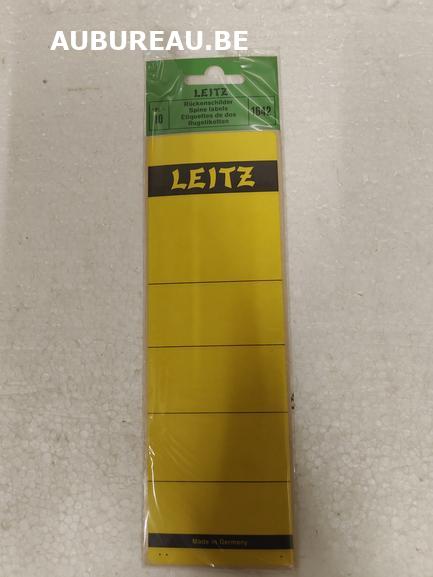 AUBUREAU.BE
LEITZ
10
Rückenschilder
Spine labels
Etiquettes de dos
Rugetiketten
1642
LEITZ
Made in Germany